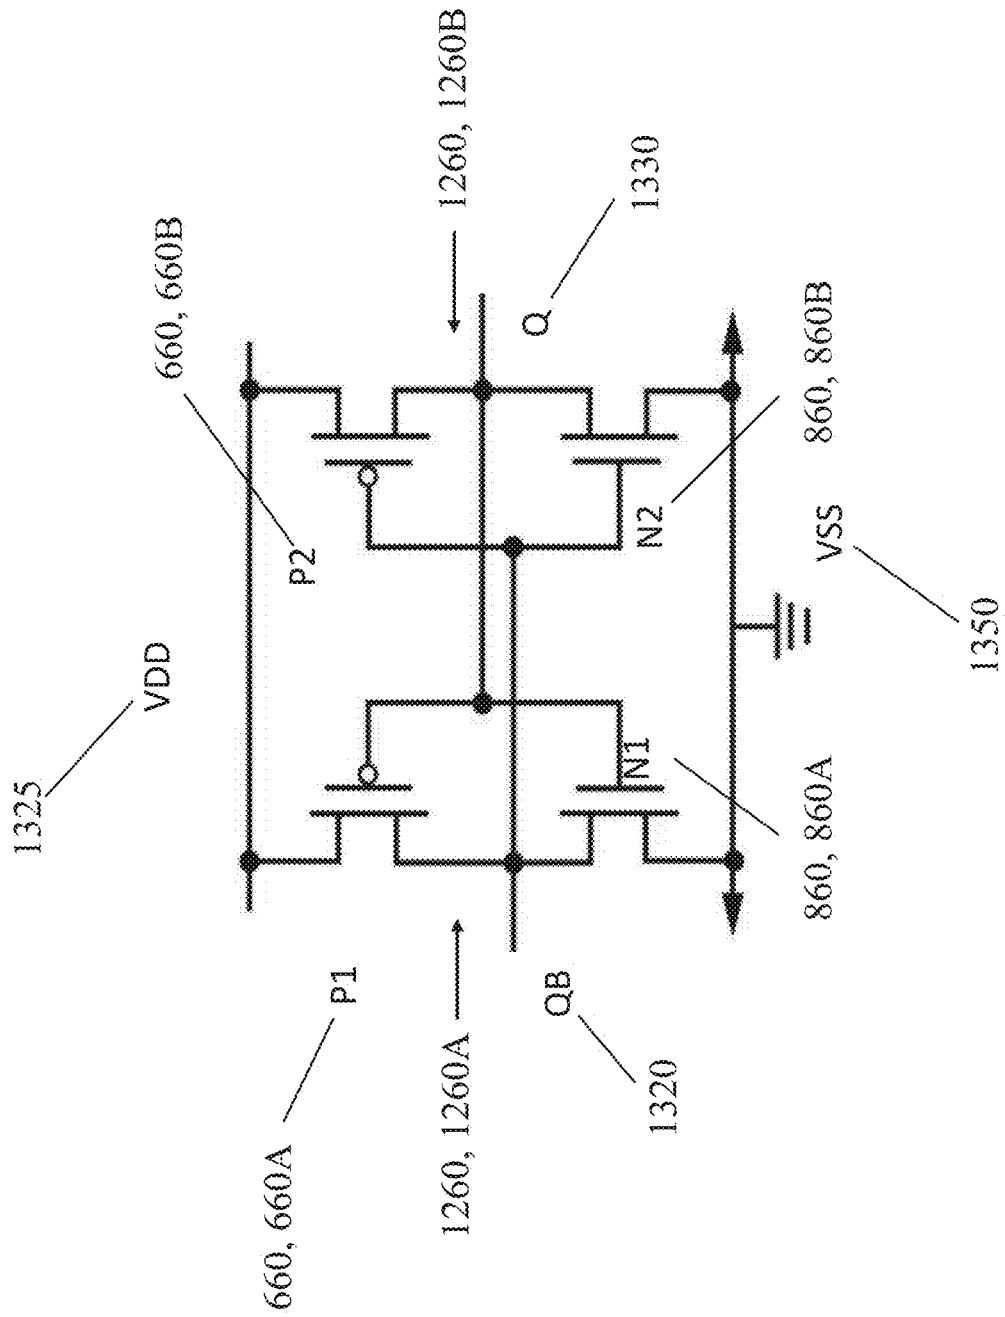 1325
VDD
660, 660B
660, 660A
P1
P2
1260, 1260A
1260, 1260B
QB
1320
Q
1330
N1
N2
860, 860A
VSS
860, 860B
1350